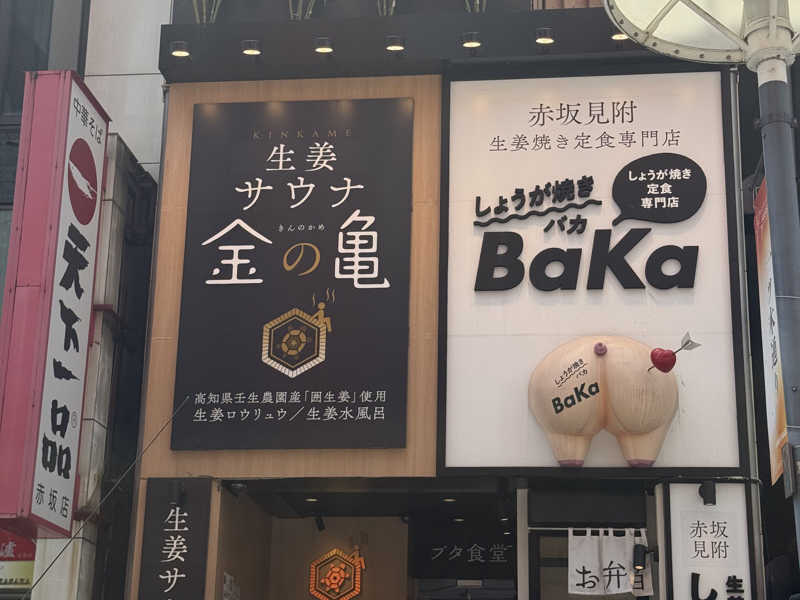 中華そば
天下一品
赤坂店
KINKAME
生姜
サウナ
きんのかめ
金の亀
高知県壬生農園産「囲生姜」使用
生姜ロウリュウ／生姜水風呂
赤坂見附
生姜焼き定食専門店
しょうが焼き
定食
専門店
しょうが焼き
バカ
BaKa
しょうが焼き
バカ
BaKa
生姜サ
KINKAME
ブタ食堂
お弁当
赤坂
見附